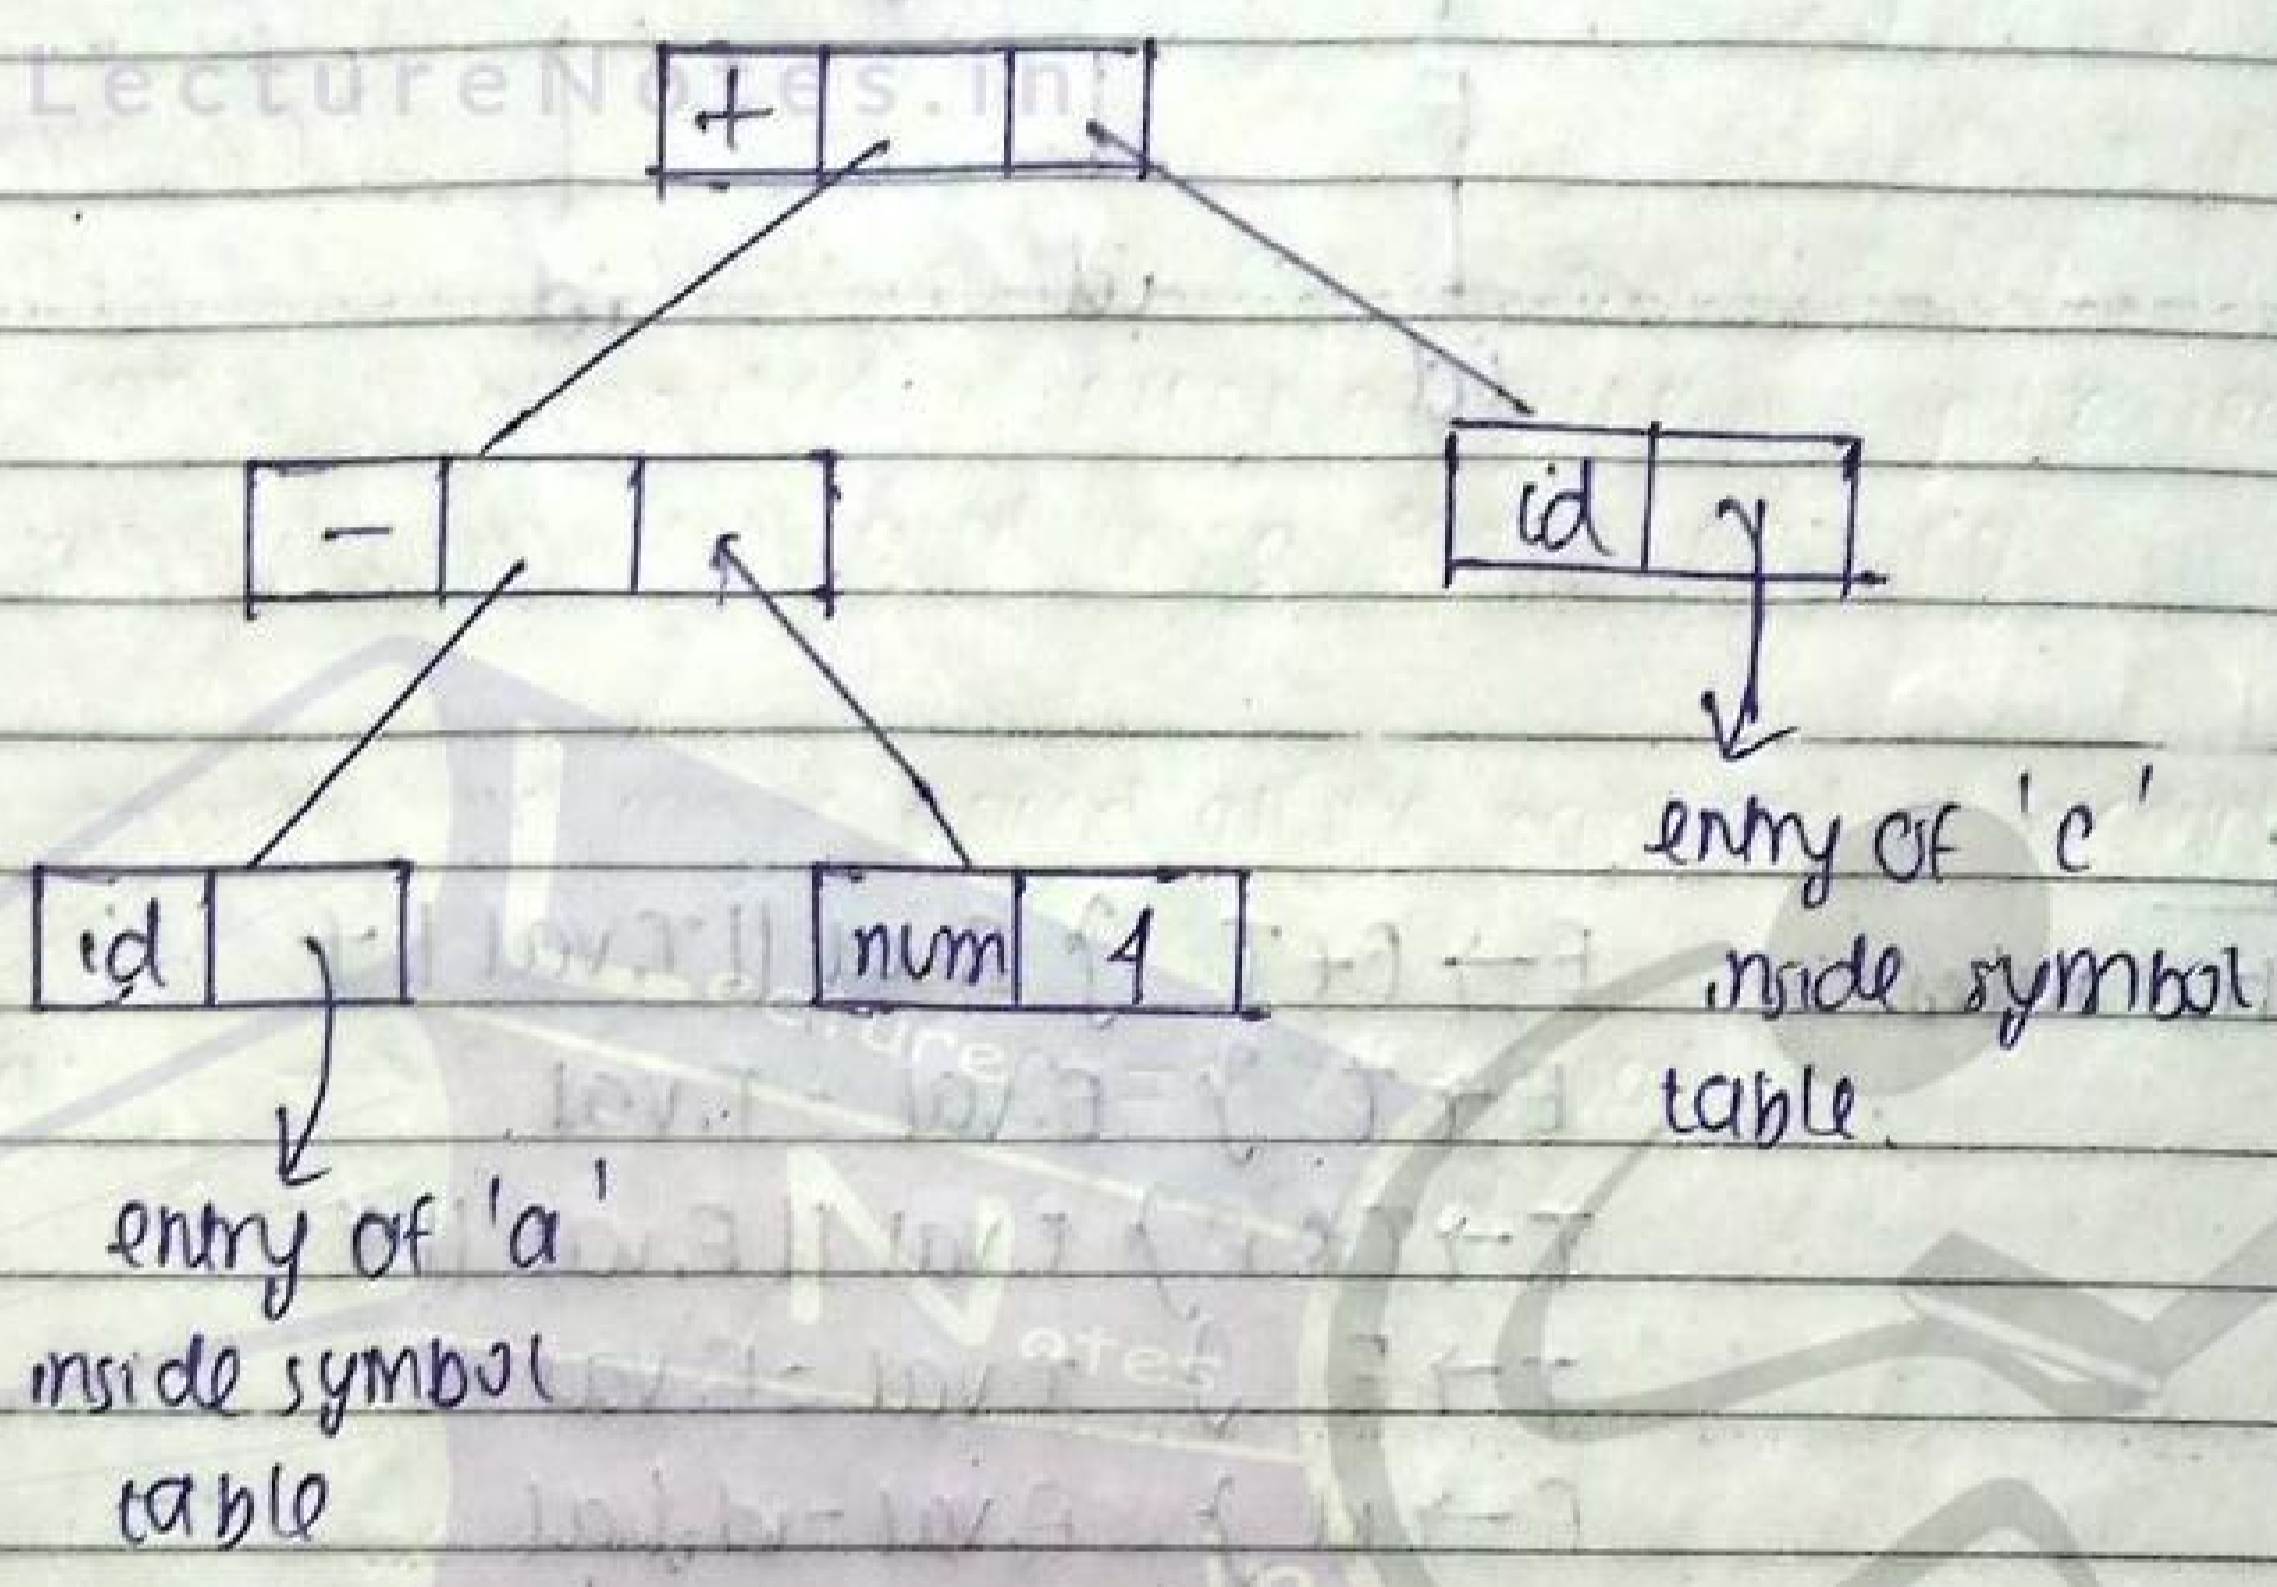 LectureNotes.in
+
-
id
id
num 4
entry of 'c'
inside symbol
table.
entry of 'a'
inside symbol
table